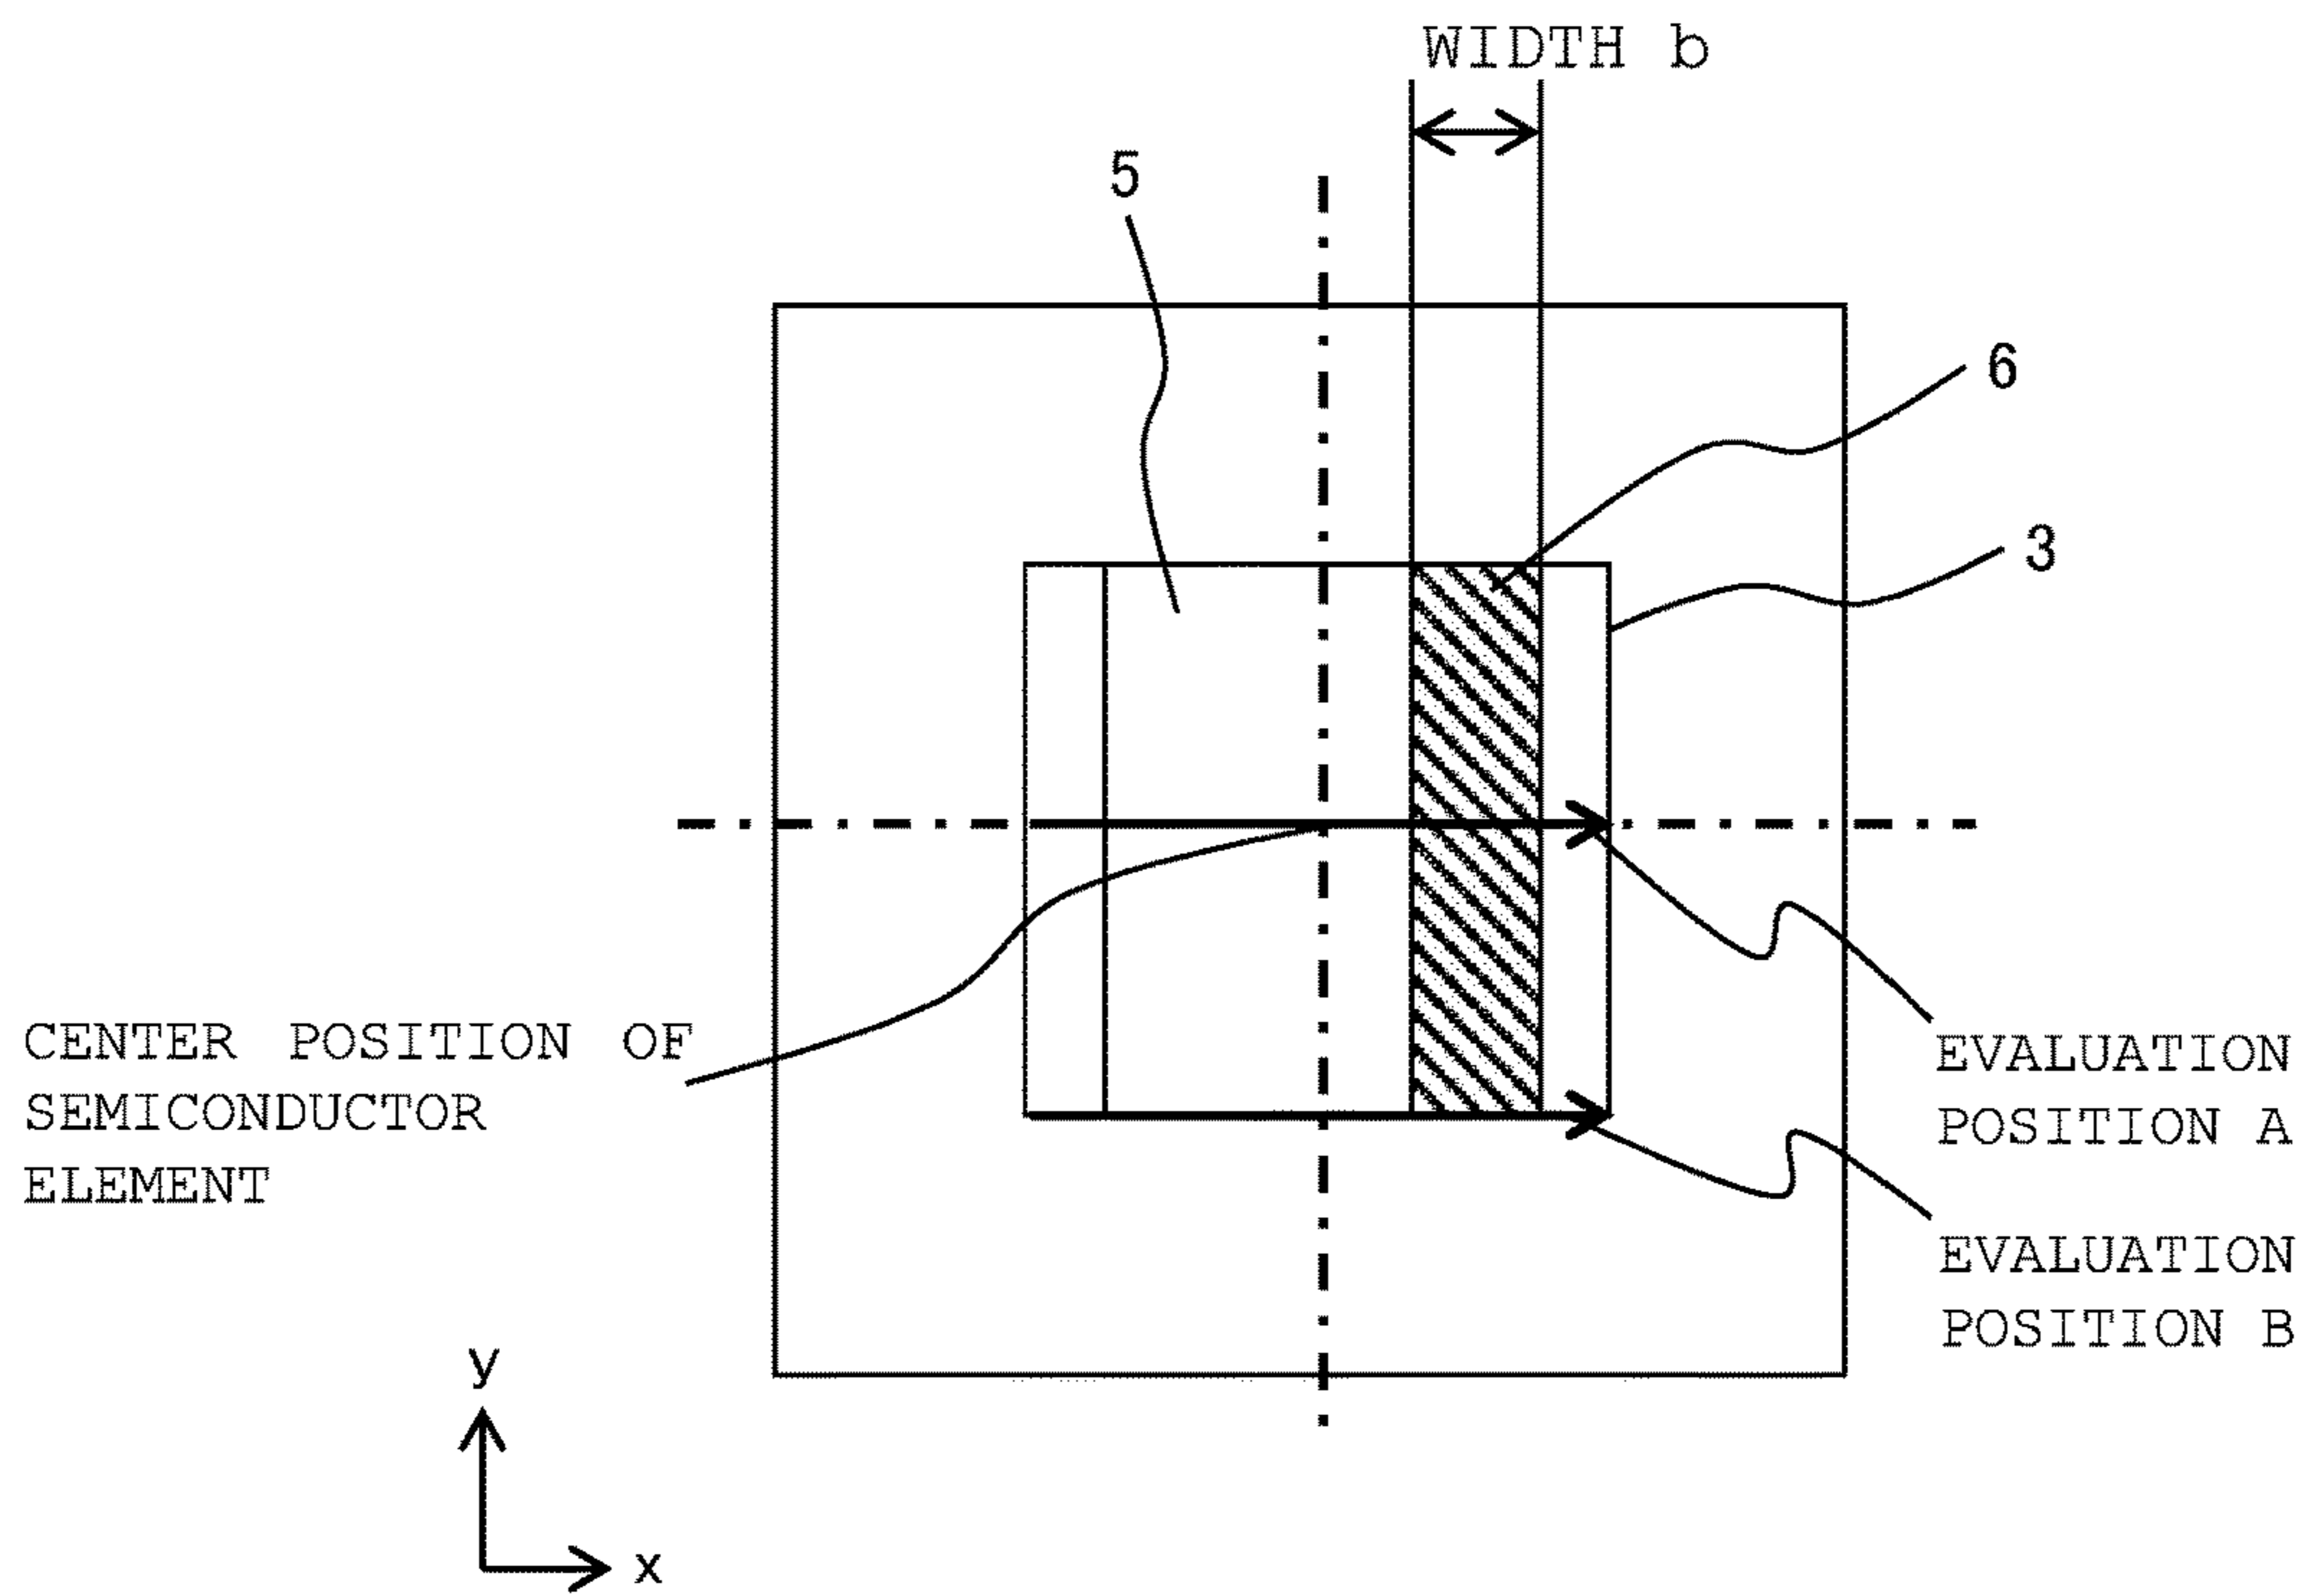 WIDTH b
5
6
3
CENTER POSITION OF
SEMICONDUCTOR
ELEMENT
EVALUATION
POSITION A
EVALUATION
POSITION B
y
x